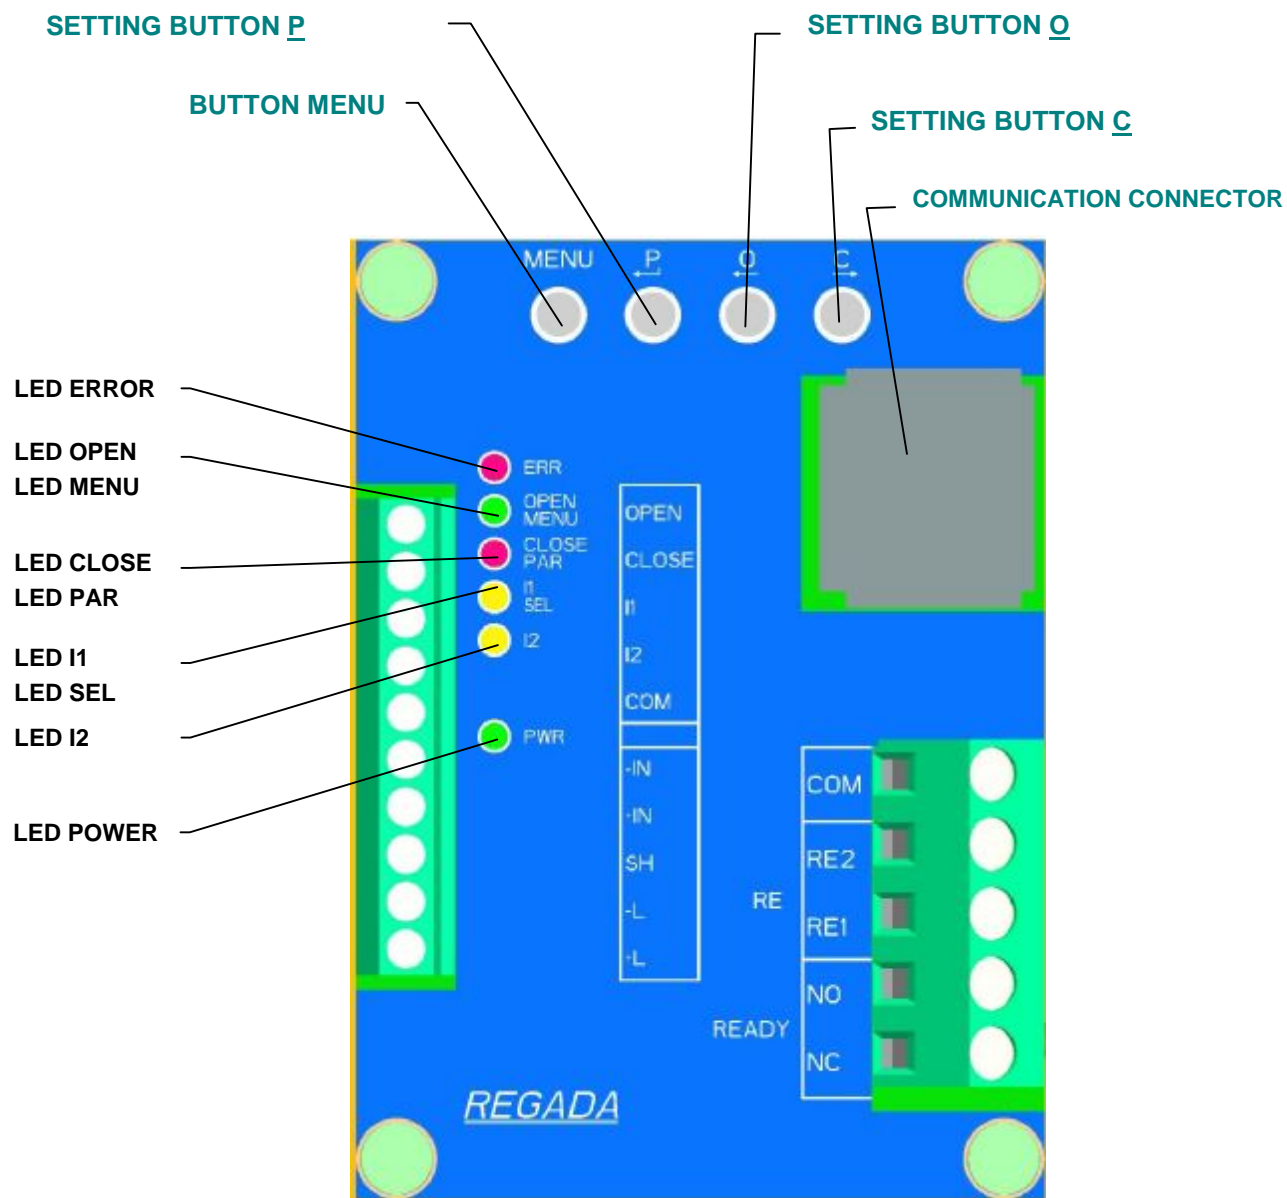 SETTING BUTTON P
SETTING BUTTON O
BUTTON MENU
SETTING BUTTON C
COMMUNICATION CONNECTOR
MENU P O C
LED ERROR
LED OPEN
LED MENU
LED CLOSE
LED PAR
LED I1
LED SEL
LED I2
LED POWER
ERR
OPEN
MENU
CLOSE
PAR
I1
SEL
I2
PWR
OPEN
CLOSE
I1
I2
COM
-IN
-IN
SH
-L
-L
COM
RE2
RE
RE1
NO
READY
NC
REGADA